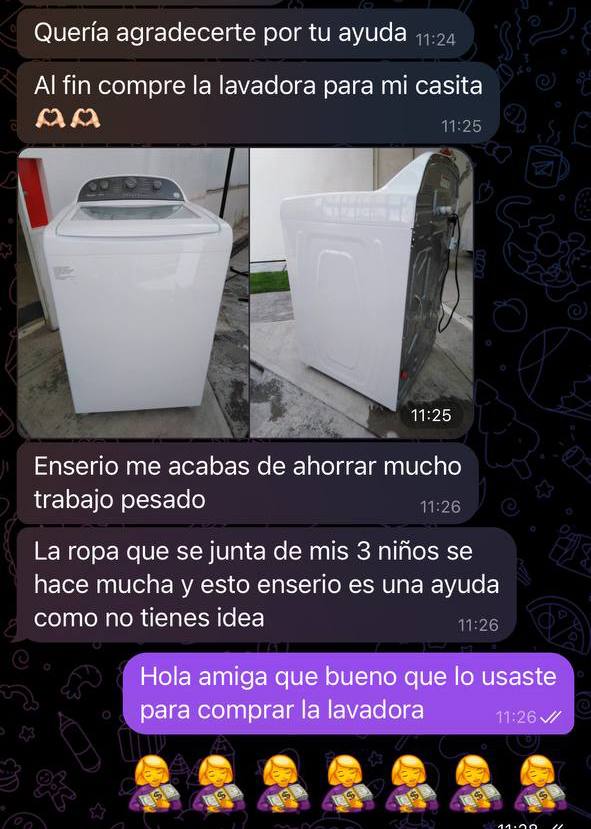 Quería agradecerte por tu ayuda 11:24
Al fin compre la lavadora para mi casita
🫶🏻🫶🏻 11:25
11:25
Enserio me acabas de ahorrar mucho
trabajo pesado 11:26
La ropa que se junta de mis 3 niños se
hace mucha y esto enserio es una ayuda
como no tienes idea 11:26
Hola amiga que bueno que lo usaste
para comprar la lavadora 11:26